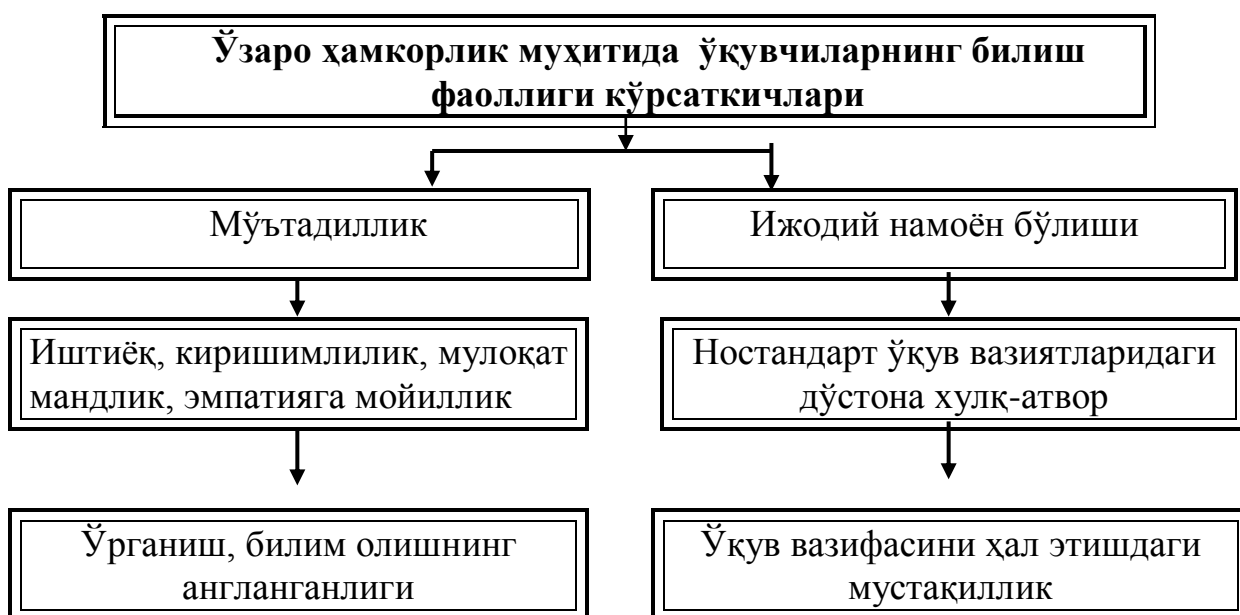 Ўзаро ҳамкорлик муҳитида ўқувчиларнинг билиш
фаоллиги кўрсаткичлари
Мўътадиллик
Ижодий намоён бўлиши
Иштиёқ, киришимлилик, мулоқат
мандлик, эмпатияга мойиллик
Ностандарт ўқув вазиятларидаги
дўстона хулқ-атвор
Ўрганиш, билим олишнинг
англанганлиги
Ўқув вазифасини ҳал этишдаги
мустақиллик